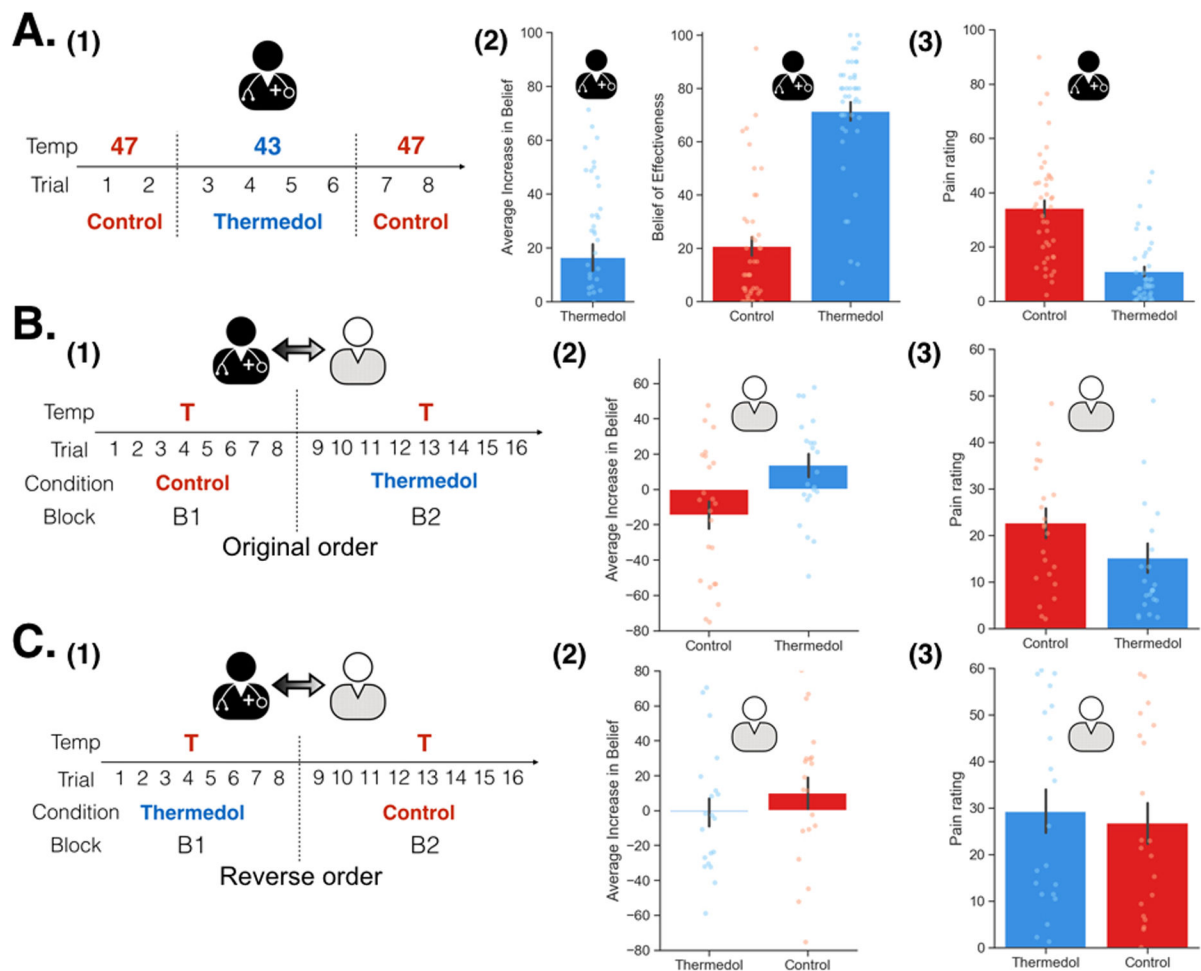 A. (1)
Temp 47 43 47
Trial 1 2 3 4 5 6 7 8
Control Thermedol Control
(2)
Average Increase in Belief
100
80
60
40
20
0
Thermedol
Belief of Effectiveness
100
80
60
40
20
0
Control Thermedol
(3)
Pain rating
100
80
60
40
20
0
Control Thermedol
B. (1)
Temp T T
Trial 1 2 3 4 5 6 7 8 9 10 11 12 13 14 15 16
Condition Control Thermedol
Block B1 B2
Original order
(2)
Average Increase in Belief
60
40
20
0
−20
−40
−60
−80
Control Thermedol
(3)
Pain rating
60
50
40
30
20
10
0
Control Thermedol
C. (1)
Temp T T
Trial 1 2 3 4 5 6 7 8 9 10 11 12 13 14 15 16
Condition Thermedol Control
Block B1 B2
Reverse order
(2)
Average Increase in Belief
80
60
40
20
0
−20
−40
−60
−80
Thermedol Control
(3)
Pain rating
60
50
40
30
20
10
0
Thermedol Control